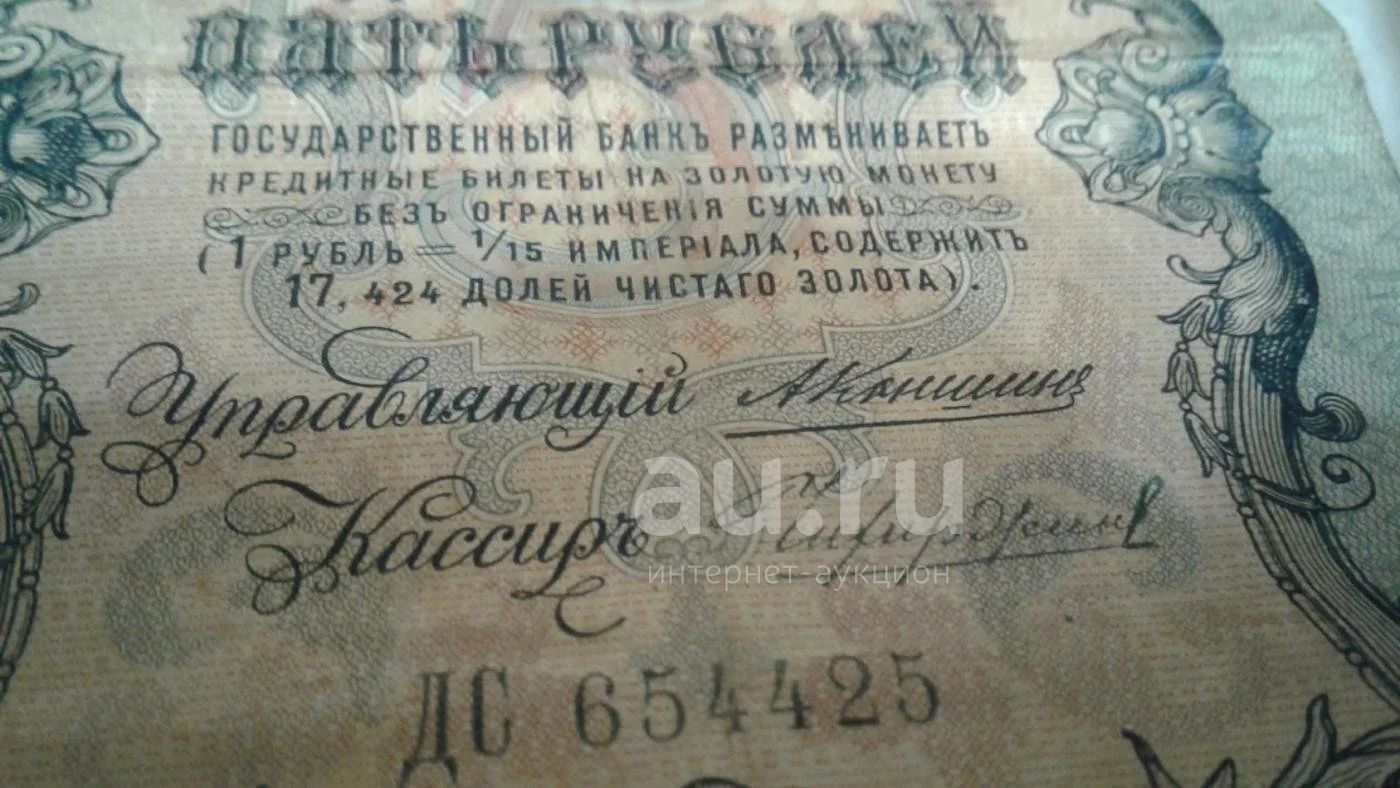 ПЯТЬ РУБЛЕЙ
ГОСУДАРСТВЕННЫЙ БАНКЪ РАЗМѢНИВАЕТЪ
КРЕДИТНЫЕ БИЛЕТЫ НА ЗОЛОТУЮ МОНЕТУ
БЕЗЪ ОГРАНИЧЕНІЯ СУММЫ
(1 РУБЛЬ = 1/15 ИМПЕРІАЛА, СОДЕРЖИТЪ
17,424 ДОЛЕЙ ЧИСТАГО ЗОЛОТА).
Управляющій АКоншинъ
au.ru
Кассиръ
интернет-аукцион
ДС 654425